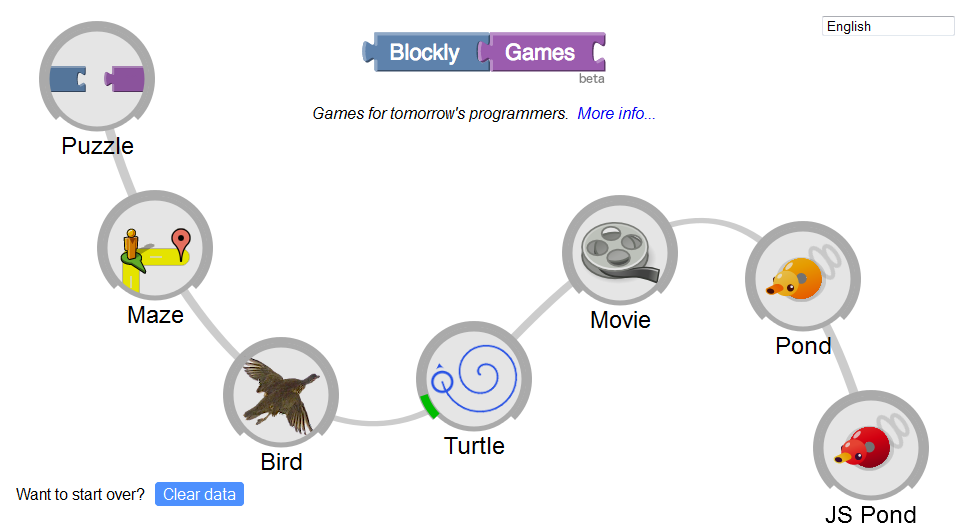 English
Blockly Games
beta
Games for tomorrow's programmers. More info...
Puzzle
Maze
Bird
Turtle
Movie
Pond
JS Pond
Want to start over? Clear data